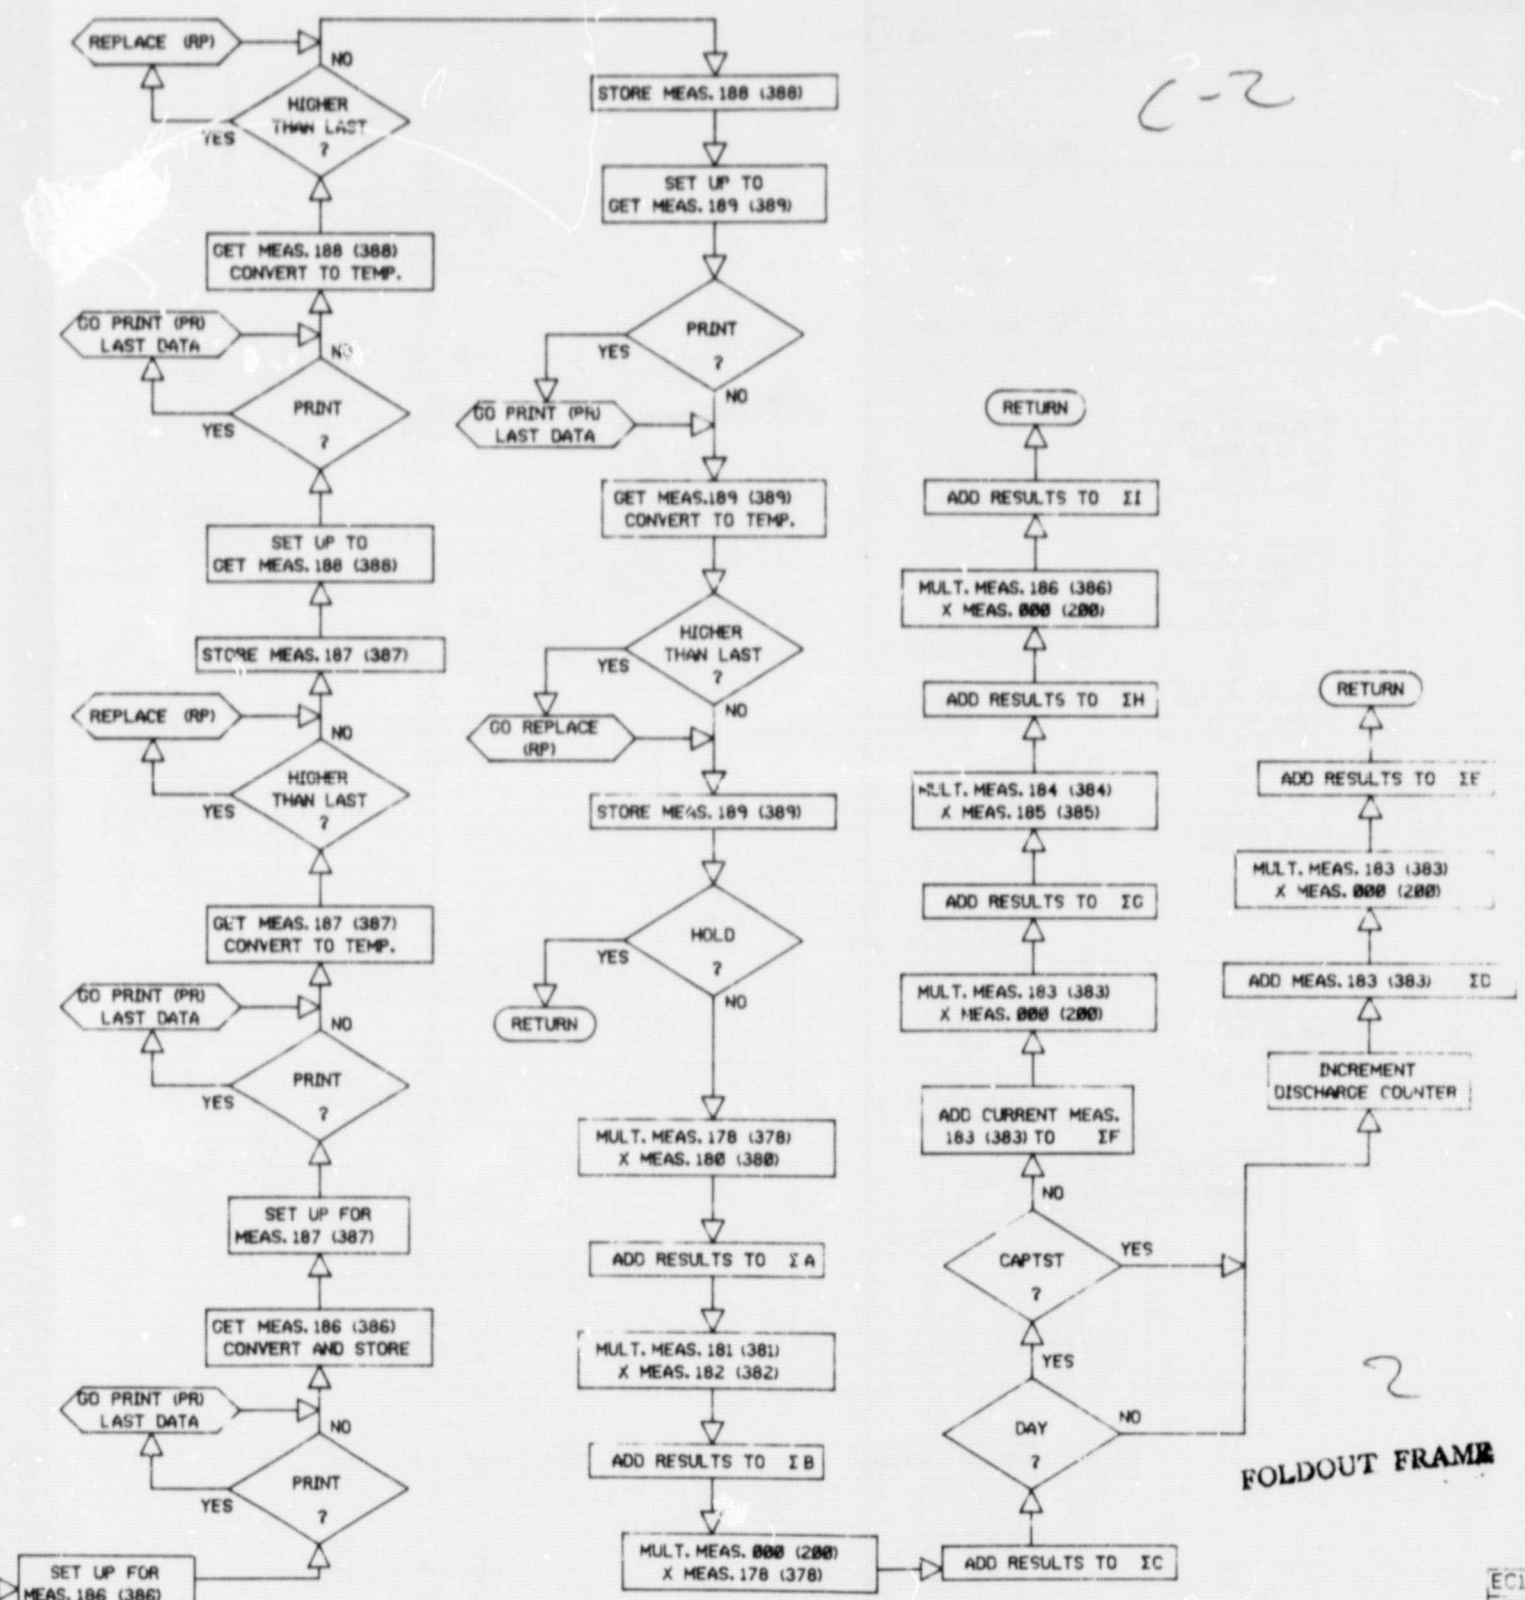 REPLACE (RP)
NO
HIGHER
THAN LAST
?
YES
GET MEAS.188 (388)
CONVERT TO TEMP.
GO PRINT (PR)
LAST DATA
NO
PRINT
?
YES
SET UP TO
GET MEAS.188 (388)
STORE MEAS.187 (387)
REPLACE (RP)
NO
HIGHER
THAN LAST
?
YES
GET MEAS.187 (387)
CONVERT TO TEMP.
GO PRINT (PR)
LAST DATA
NO
PRINT
?
YES
SET UP FOR
MEAS.187 (387)
GET MEAS.186 (386)
CONVERT AND STORE
GO PRINT (PR)
LAST DATA
NO
PRINT
?
YES
SET UP FOR
MEAS.186 (386)
STORE MEAS.188 (388)
SET UP TO
GET MEAS.189 (389)
PRINT
?
YES
NO
GO PRINT (PR)
LAST DATA
GET MEAS.189 (389)
CONVERT TO TEMP.
HIGHER
THAN LAST
?
YES
NO
GO REPLACE
(RP)
STORE MEAS.189 (389)
HOLD
?
YES
NO
RETURN
MULT.MEAS.178 (378)
X MEAS.180 (380)
ADD RESULTS TO ΣA
MULT.MEAS.181 (381)
X MEAS.182 (382)
ADD RESULTS TO ΣB
MULT.MEAS.000 (200)
X MEAS.178 (378)
C-2
RETURN
ADD RESULTS TO ΣI
MULT.MEAS.186 (386)
X MEAS.000 (200)
ADD RESULTS TO ΣH
MULT.MEAS.184 (384)
X MEAS.185 (385)
ADD RESULTS TO ΣG
MULT.MEAS.183 (383)
X MEAS.000 (200)
ADD CURRENT MEAS.
183 (383) TO ΣF
NO
CAPTST
?
YES
YES
DAY
?
NO
ADD RESULTS TO ΣC
RETURN
ADD RESULTS TO ΣE
MULT.MEAS.183 (383)
X MEAS.000 (200)
ADD MEAS.183 (383) ΣD
INCREMENT
DISCHARGE COUNTER
2
FOLDOUT FRAME